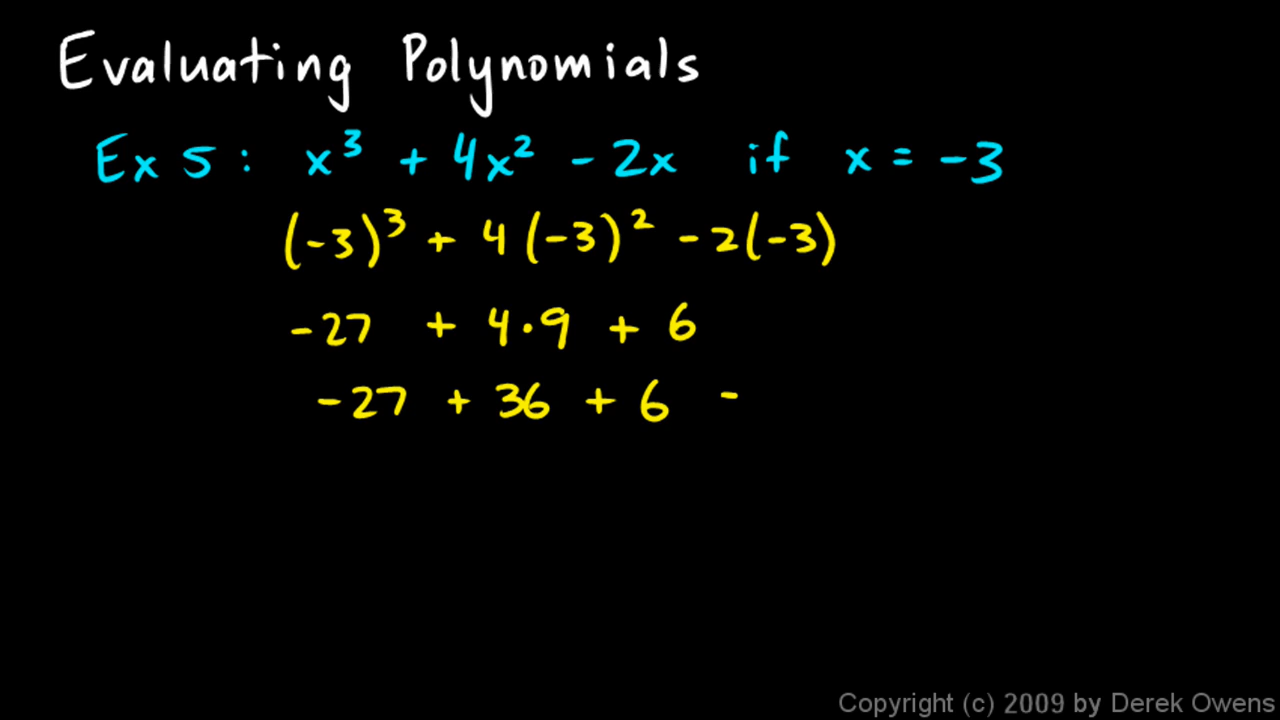 Evaluating Polynomials
Ex 5: x³ + 4x² - 2x if x = -3
(-3)³ + 4(-3)² - 2(-3)
-27 + 4·9 + 6
-27 + 36 + 6 -
Copyright (c) 2009 by Derek Owens